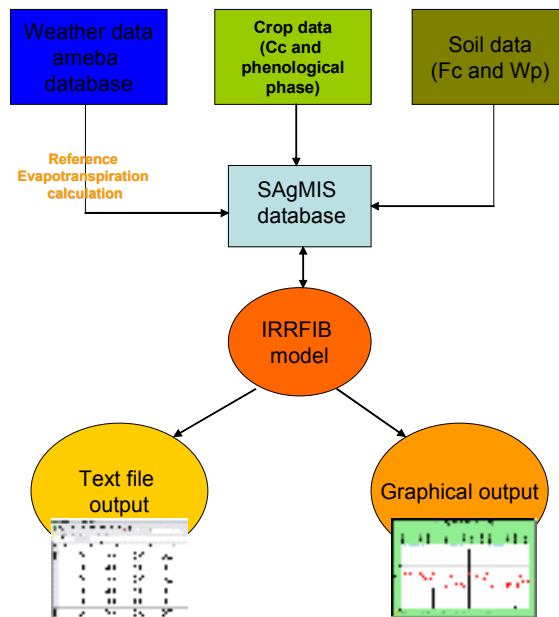 Weather data
ameba
database
Crop data
(Cc and
phenological
phase)
Soil data
(Fc and Wp)
Reference
Evapotranspiration
calculation
SAgMIS
database
IRRFIB
model
Text file
output
Graphical output